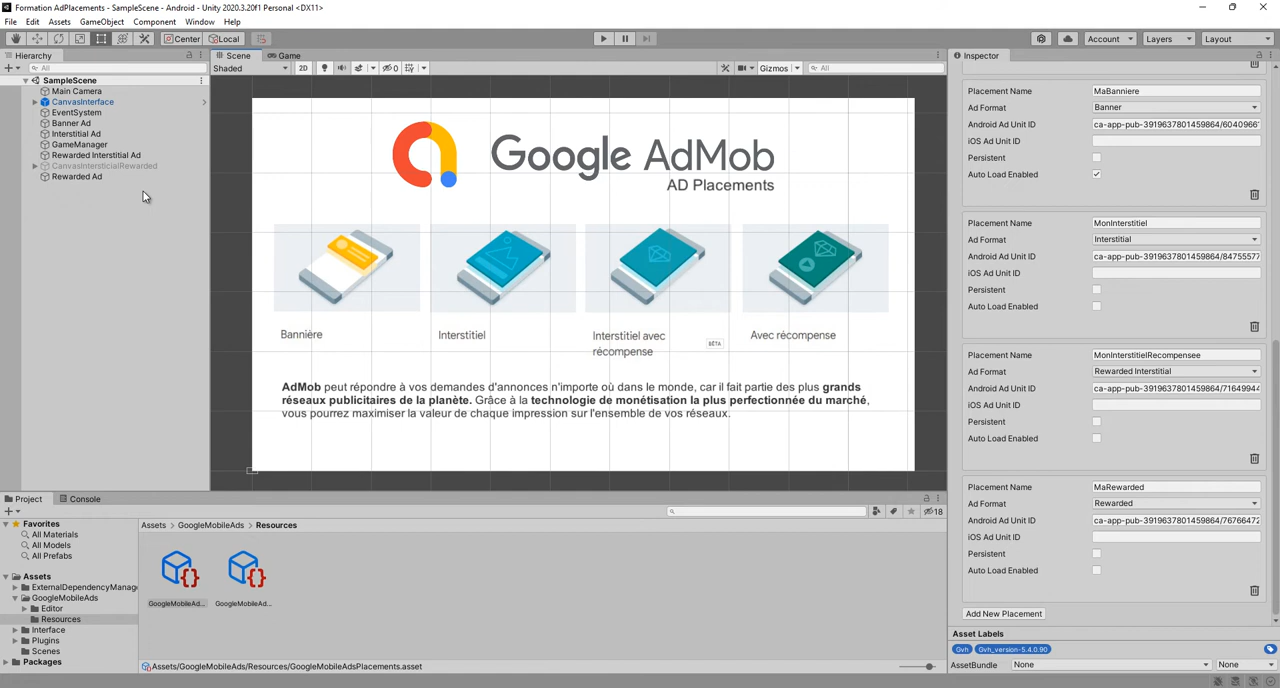 Formation AdPlacements - SampleScene - Android - Unity 2020.3.20f1 Personal <DX11>
File Edit Assets GameObject Component Window Help
Center Local Account Layers Layout
Hierarchy
All
SampleScene
Main Camera
CanvasInterface
EventSystem
Banner Ad
Interstitial Ad
GameManager
Rewarded Interstitial Ad
CanvasIntersticialRewarded
Rewarded Ad
Scene Game
Shaded 2D 0 Gizmos All
Google AdMob
AD Placements
Bannière
Interstitiel
Interstitiel avec
récompense
BÊTA
Avec récompense
AdMob peut répondre à vos demandes d'annonces n'importe où dans le monde, car il fait partie des plus grands
réseaux publicitaires de la planète. Grâce à la technologie de monétisation la plus perfectionnée du marché,
vous pourrez maximiser la valeur de chaque impression sur l'ensemble de vos réseaux.
Inspector
Placement Name MaBanniere
Ad Format Banner
Android Ad Unit ID ca-app-pub-3919637801459864/6040966
iOS Ad Unit ID
Persistent
Auto Load Enabled
Placement Name MonInterstitiel
Ad Format Interstitial
Android Ad Unit ID ca-app-pub-3919637801459864/8475557
iOS Ad Unit ID
Persistent
Auto Load Enabled
Placement Name MonInterstitielRecompensee
Ad Format Rewarded Interstitial
Android Ad Unit ID ca-app-pub-3919637801459864/7164994
iOS Ad Unit ID
Persistent
Auto Load Enabled
Placement Name MaRewarded
Ad Format Rewarded
Android Ad Unit ID ca-app-pub-3919637801459864/7676647
iOS Ad Unit ID
Persistent
Auto Load Enabled
Add New Placement
Asset Labels
Gvh Gvh_version-5.4.0.90
AssetBundle None None
Project Console
18
Favorites
All Materials
All Models
All Prefabs
Assets
ExternalDependencyManag
GoogleMobileAds
Editor
Resources
Interface
Plugins
Scenes
Packages
Assets > GoogleMobileAds > Resources
GoogleMobileAd... GoogleMobileAd...
Assets/GoogleMobileAds/Resources/GoogleMobileAdsPlacements.asset